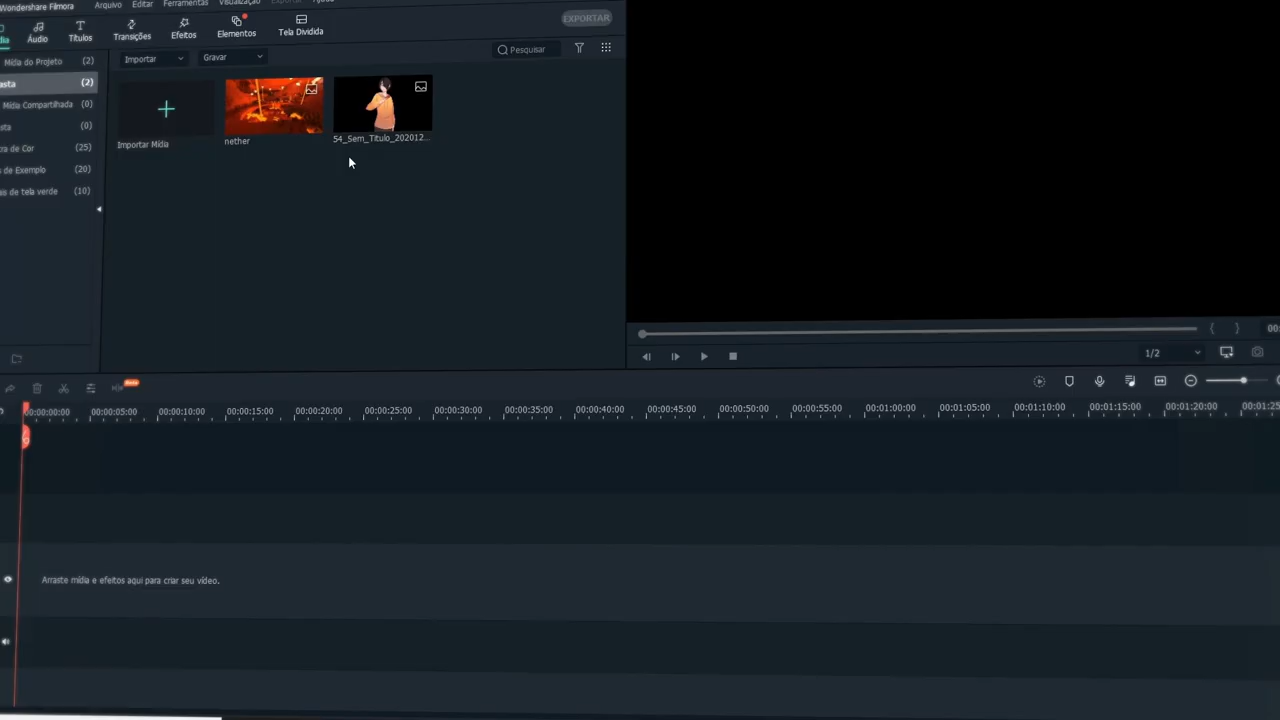 Wondershare Filmora
Arquivo
Editar
Ferramentas
Visualização
Exportar
Áudio
Títulos
Transições
Efeitos
Elementos
Tela Dividida
EXPORTAR
Mídia do Projeto (2)
asta (2)
Mídia Compartilhada (0)
sta (0)
ra de Cor (25)
s de Exemplo (20)
ais de tela verde (10)
Importar
Gravar
Pesquisar
Importar Mídia
nether
54_Sem_Título_202012...
1/2
00:
Beta
00:00:00:00 00:00:05:00 00:00:10:00 00:00:15:00 00:00:20:00 00:00:25:00 00:00:30:00 00:00:35:00 00:00:40:00 00:00:45:00 00:00:50:00 00:00:55:00 00:01:00:00 00:01:05:00 00:01:10:00 00:01:15:00 00:01:20:00 00:01:25
Arraste mídia e efeitos aqui para criar seu vídeo.